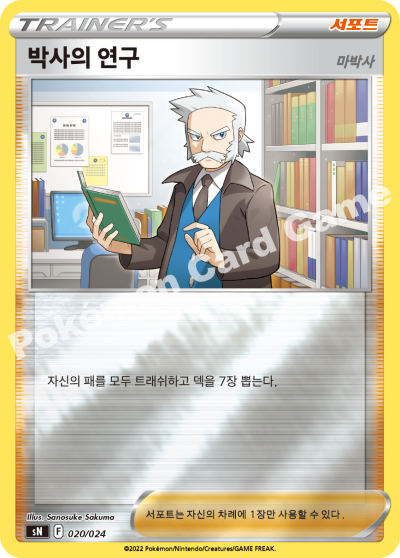 TRAINER'S
서포트
박사의 연구
마박사
Pokémon Card Game
자신의 패를 모두 트래쉬하고 덱을 7장 뽑는다.
Illus. Sanosuke Sakuma
sN F 020/024
서포트는 자신의 차례에 1장만 사용할 수 있다.
©2022 Pokémon/Nintendo/Creatures/GAME FREAK.